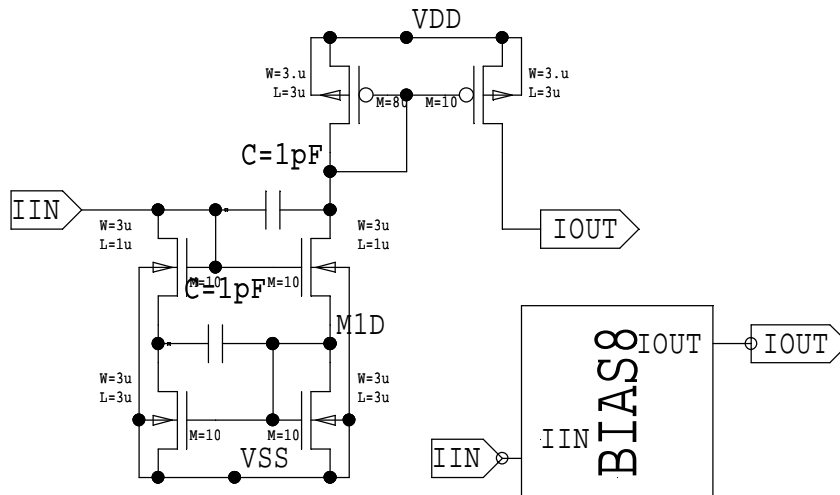 VDD
W=3.u
L=3u
M=80
M=10
W=3.u
L=3u
C=1pF
IIN
IOUT
W=3u
L=1u
W=3u
L=1u
M=10
M=10
C=1pF
M1D
W=3u
L=3u
W=3u
L=3u
M=10
M=10
VSS
BIAS8
IOUT
IOUT
IIN
IIN